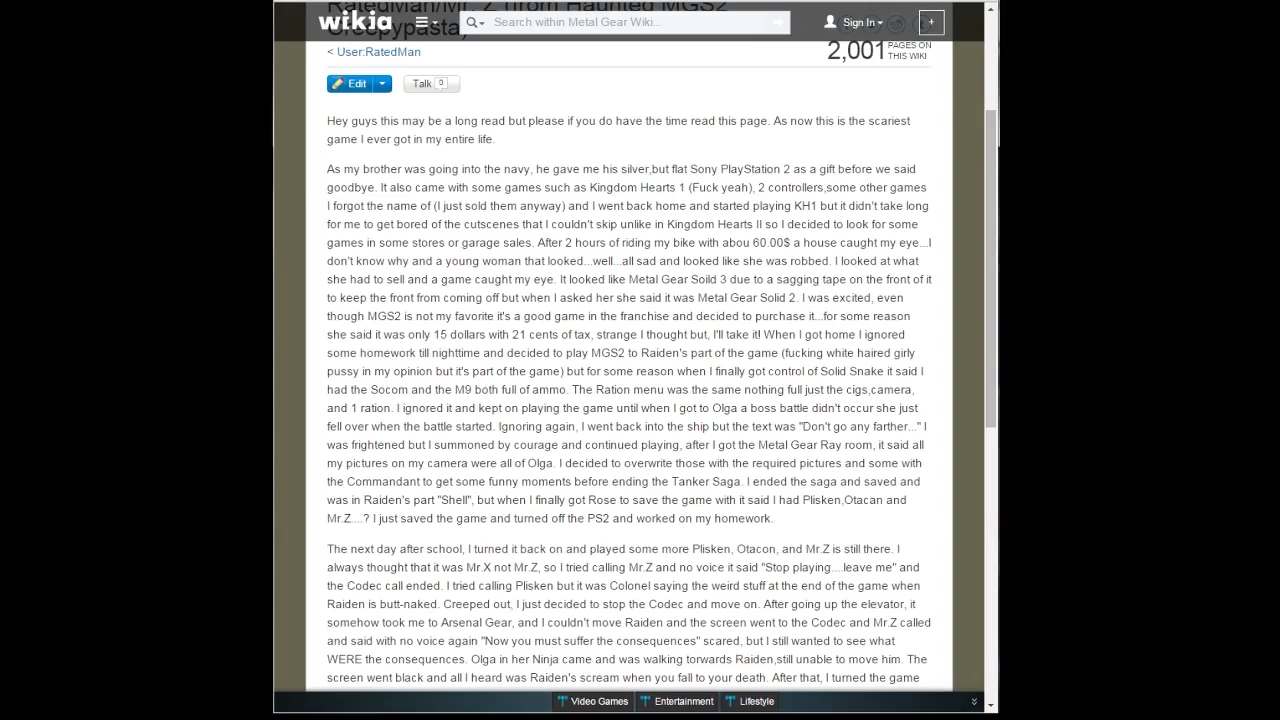 RatedMan/Mr. Z (from Haunted MGS2
Creepypasta)
wikia
Search within Metal Gear Wiki...
Sign In
+
< User:RatedMan
2,001 PAGES ON THIS WIKI
Edit
Talk 0
Hey guys this may be a long read but please if you do have the time read this page. As now this is the scariest
game I ever got in my entire life.
As my brother was going into the navy, he gave me his silver,but flat Sony PlayStation 2 as a gift before we said
goodbye. It also came with some games such as Kingdom Hearts 1 (Fuck yeah), 2 controllers,some other games
I forgot the name of (I just sold them anyway) and I went back home and started playing KH1 but it didn't take long
for me to get bored of the cutscenes that I couldn't skip unlike in Kingdom Hearts II so I decided to look for some
games in some stores or garage sales. After 2 hours of riding my bike with abou 60.00$ a house caught my eye...I
don't know why and a young woman that looked...well...all sad and looked like she was robbed. I looked at what
she had to sell and a game caught my eye. It looked like Metal Gear Soild 3 due to a sagging tape on the front of it
to keep the front from coming off but when I asked her she said it was Metal Gear Solid 2. I was excited, even
though MGS2 is not my favorite it's a good game in the franchise and decided to purchase it...for some reason
she said it was only 15 dollars with 21 cents of tax, strange I thought but, I'll take it! When I got home I ignored
some homework till nighttime and decided to play MGS2 to Raiden's part of the game (fucking white haired girly
pussy in my opinion but it's part of the game) but for some reason when I finally got control of Solid Snake it said I
had the Socom and the M9 both full of ammo. The Ration menu was the same nothing full just the cigs,camera,
and 1 ration. I ignored it and kept on playing the game until when I got to Olga a boss battle didn't occur she just
fell over when the battle started. Ignoring again, I went back into the ship but the text was "Don't go any farther..." I
was frightened but I summoned by courage and continued playing, after I got the Metal Gear Ray room, it said all
my pictures on my camera were all of Olga. I decided to overwrite those with the required pictures and some with
the Commandant to get some funny moments before ending the Tanker Saga. I ended the saga and saved and
was in Raiden's part "Shell", but when I finally got Rose to save the game with it said I had Plisken,Otacan and
Mr.Z....? I just saved the game and turned off the PS2 and worked on my homework.
The next day after school, I turned it back on and played some more Plisken, Otacon, and Mr.Z is still there. I
always thought that it was Mr.X not Mr.Z, so I tried calling Mr.Z and no voice it said "Stop playing....leave me" and
the Codec call ended. I tried calling Plisken but it was Colonel saying the weird stuff at the end of the game when
Raiden is butt-naked. Creeped out, I just decided to stop the Codec and move on. After going up the elevator, it
somehow took me to Arsenal Gear, and I couldn't move Raiden and the screen went to the Codec and Mr.Z called
and said with no voice again "Now you must suffer the consequences" scared, but I still wanted to see what
WERE the consequences. Olga in her Ninja came and was walking torwards Raiden,still unable to move him. The
screen went black and all I heard was Raiden's scream when you fall to your death. After that, I turned the game
Video Games
Entertainment
Lifestyle